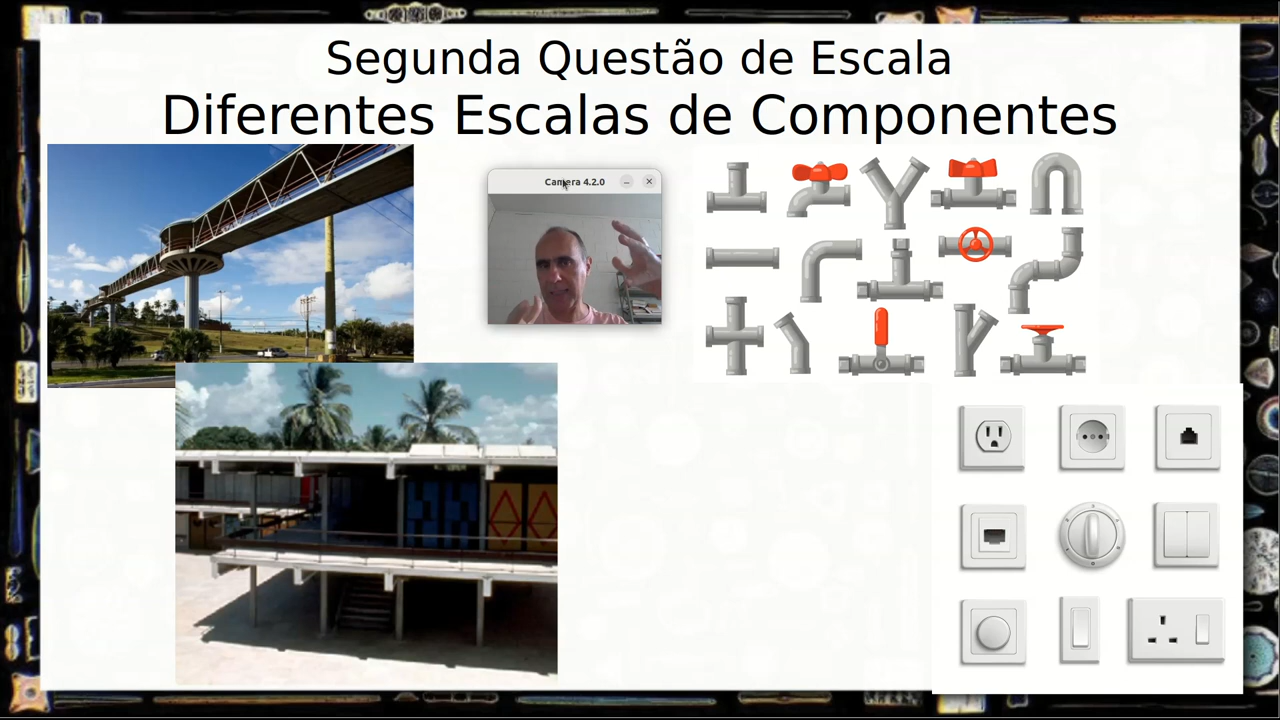 Segunda Questão de Escala
Diferentes Escalas de Componentes
Camera 4.2.0